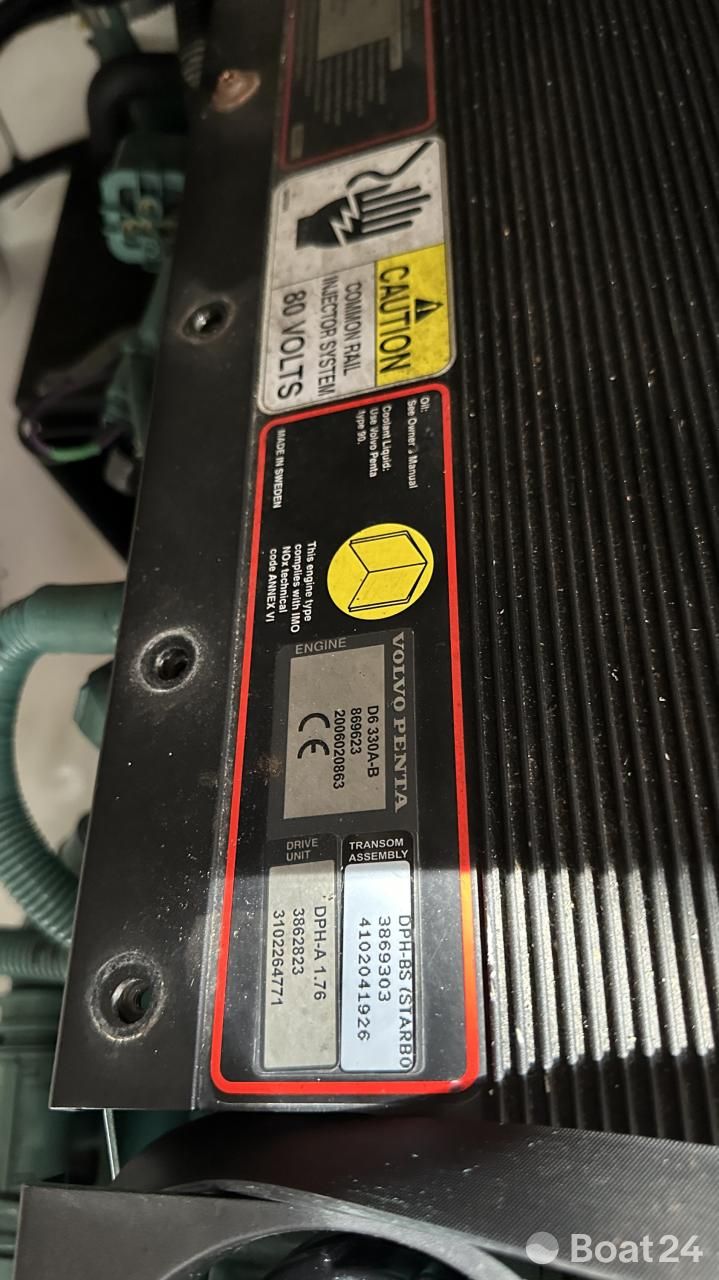 CAUTION
COMMON RAIL
INJECTOR SYSTEM
80 VOLTS
Oil:
See Owner's Manual
Coolant Liquid:
Use Volvo Penta
type 90.
MADE IN SWEDEN
This engine type
complies with IMO
NOx technical
code ANNEX VI
VOLVO PENTA
ENGINE
D6 330A-B
869623
2006020863
CE
TRANSOM
ASSEMBLY
DPH-BS (STARBO
3869303
4102041926
DRIVE
UNIT
DPH-A 1.76
3862823
3102264771
Boat24